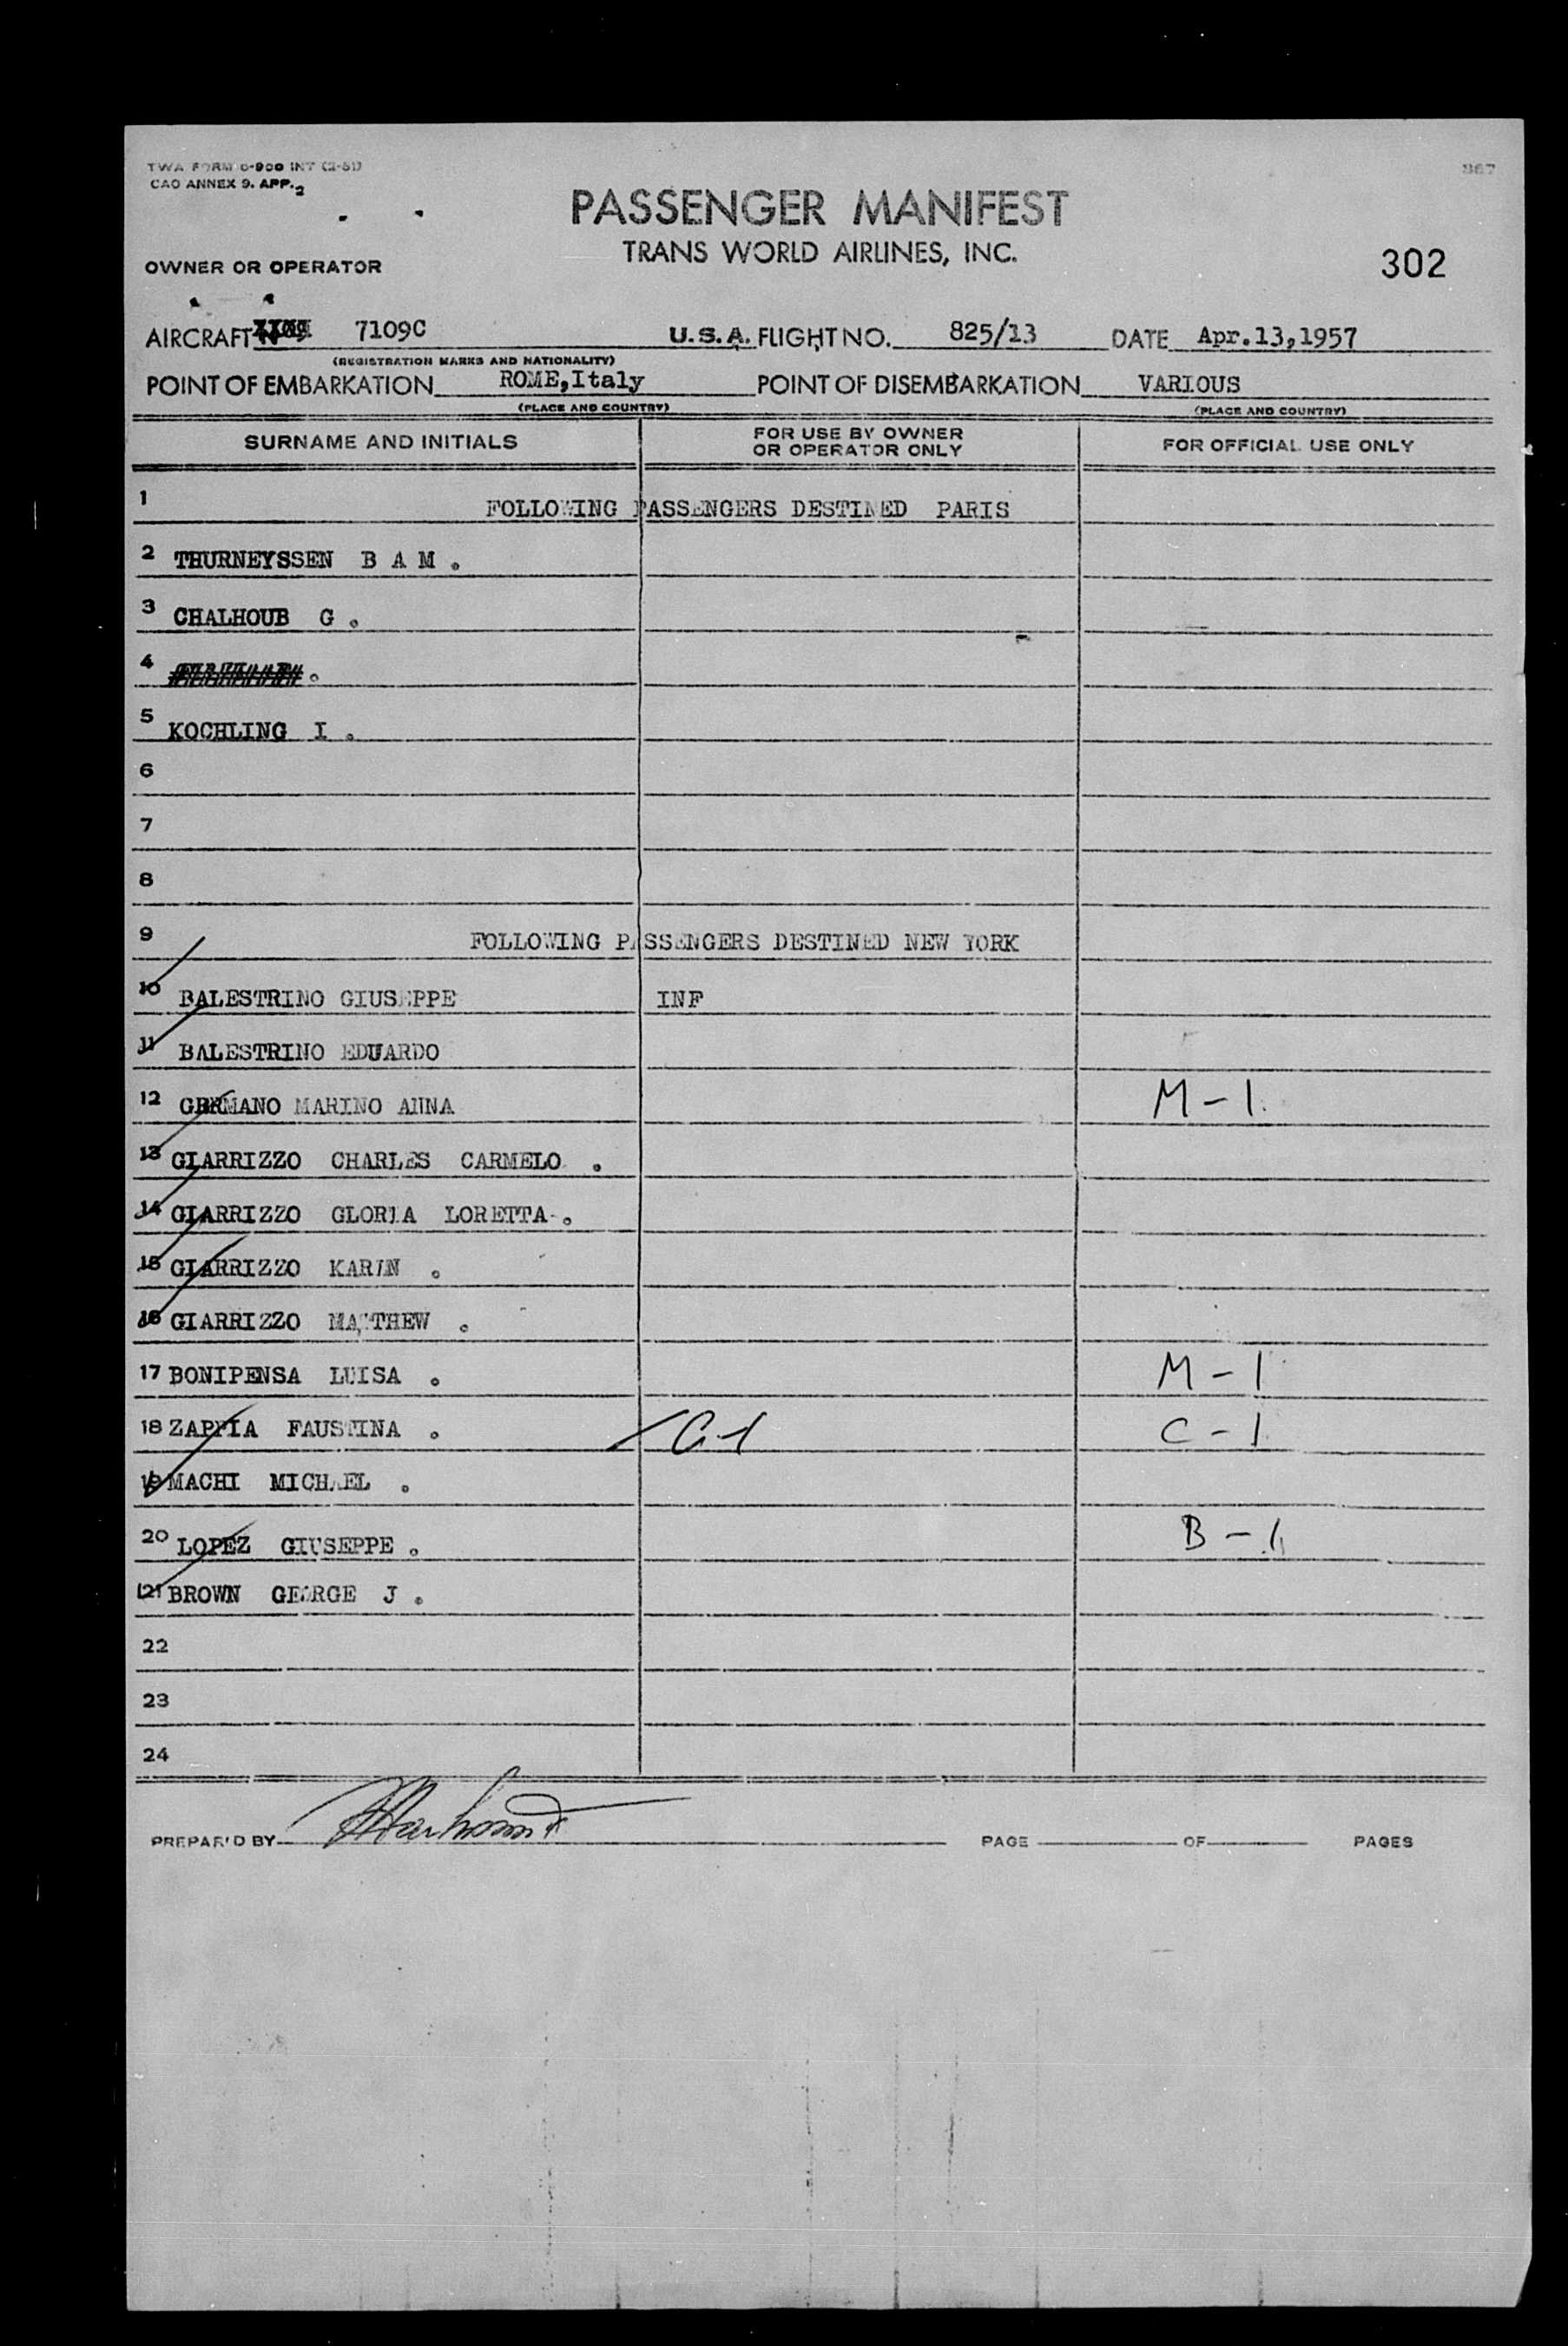 TWA FORM 0-900 INT (2-51)
CAO ANNEX 9. APP. 2
367
PASSENGER MANIFEST
TRANS WORLD AIRLINES, INC.
302
OWNER OR OPERATOR
AIRCRAFT N 7109C U.S.A. FLIGHT NO. 825/13 DATE Apr.13,1957
(REGISTRATION MARKS AND NATIONALITY)
POINT OF EMBARKATION ROME,Italy POINT OF DISEMBARKATION VARIOUS
(PLACE AND COUNTRY) (PLACE AND COUNTRY)
SURNAME AND INITIALS FOR USE BY OWNER OR OPERATOR ONLY FOR OFFICIAL USE ONLY
1 FOLLOWING PASSENGERS DESTINED PARIS
2 THURNEYSSEN B A M .
3 CHALHOUB G .
4 .
5 KOCHLING I .
6
7
8
9 FOLLOWING PASSENGERS DESTINED NEW YORK
10 BALESTRINO GIUSEPPE INF
11 BALESTRINO EDUARDO
12 GERMANO MARINO ANNA M-1
13 GIARRIZZO CHARLES CARMELO .
14 GIARRIZZO GLORIA LORETTA .
15 GIARRIZZO KARIN .
16 GIARRIZZO MATTHEW .
17 BONIPENSA LUISA . M-1
18 ZAPPIA FAUSTINA . C-1 C-1
19 MACHI MICHAEL .
20 LOPEZ GIUSEPPE . B-1
21 BROWN GEORGE J .
22
23
24
PREPAR'D BY PAGE OF PAGES